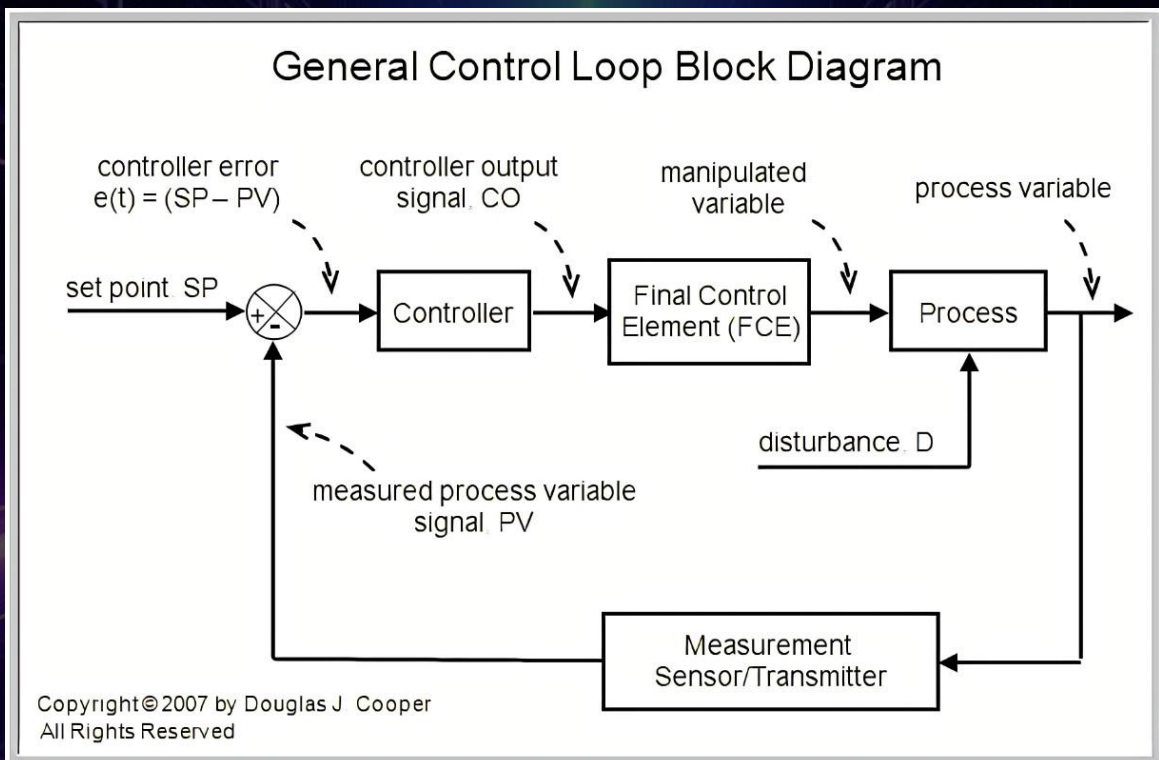 General Control Loop Block Diagram
controller error
e(t) = (SP – PV)
controller output
signal, CO
manipulated
variable
process variable
set point, SP
+
-
Controller
Final Control
Element (FCE)
Process
disturbance, D
measured process variable
signal, PV
Measurement
Sensor/Transmitter
Copyright © 2007 by Douglas J. Cooper
All Rights Reserved